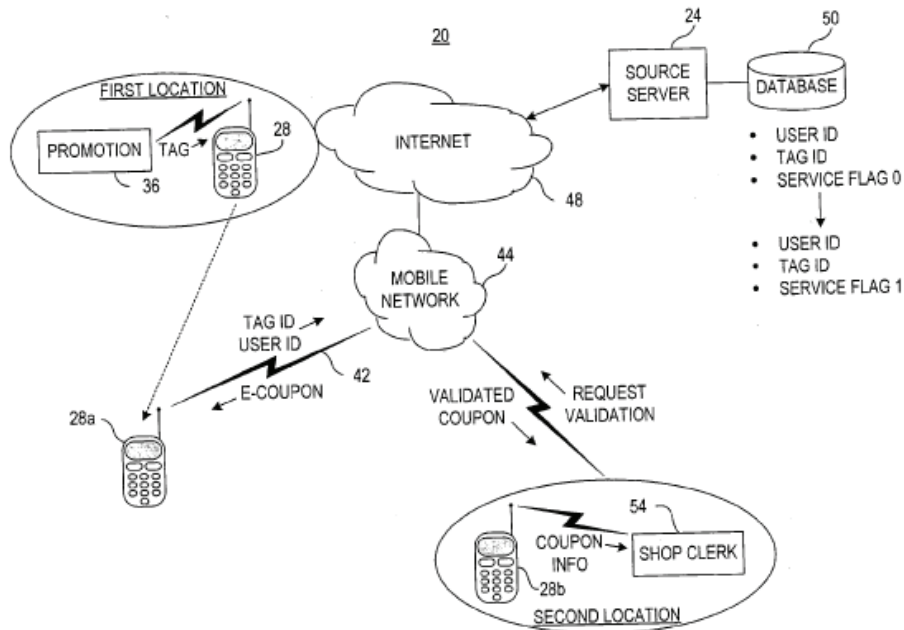 20
24
50
SOURCE
SERVER
DATABASE
FIRST LOCATION
PROMOTION
TAG
28
36
INTERNET
48
• USER ID
• TAG ID
• SERVICE FLAG 0
• USER ID
• TAG ID
• SERVICE FLAG 1
MOBILE
NETWORK
44
TAG ID
USER ID
42
E-COUPON
28a
VALIDATED
COUPON
REQUEST
VALIDATION
54
COUPON
INFO
SHOP CLERK
28b
SECOND LOCATION